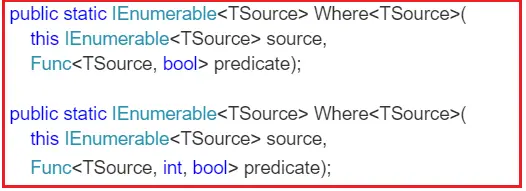 public static IEnumerable<TSource> Where<TSource>(
this IEnumerable<TSource> source,
Func<TSource, bool> predicate);
public static IEnumerable<TSource> Where<TSource>(
this IEnumerable<TSource> source,
Func<TSource, int, bool> predicate);